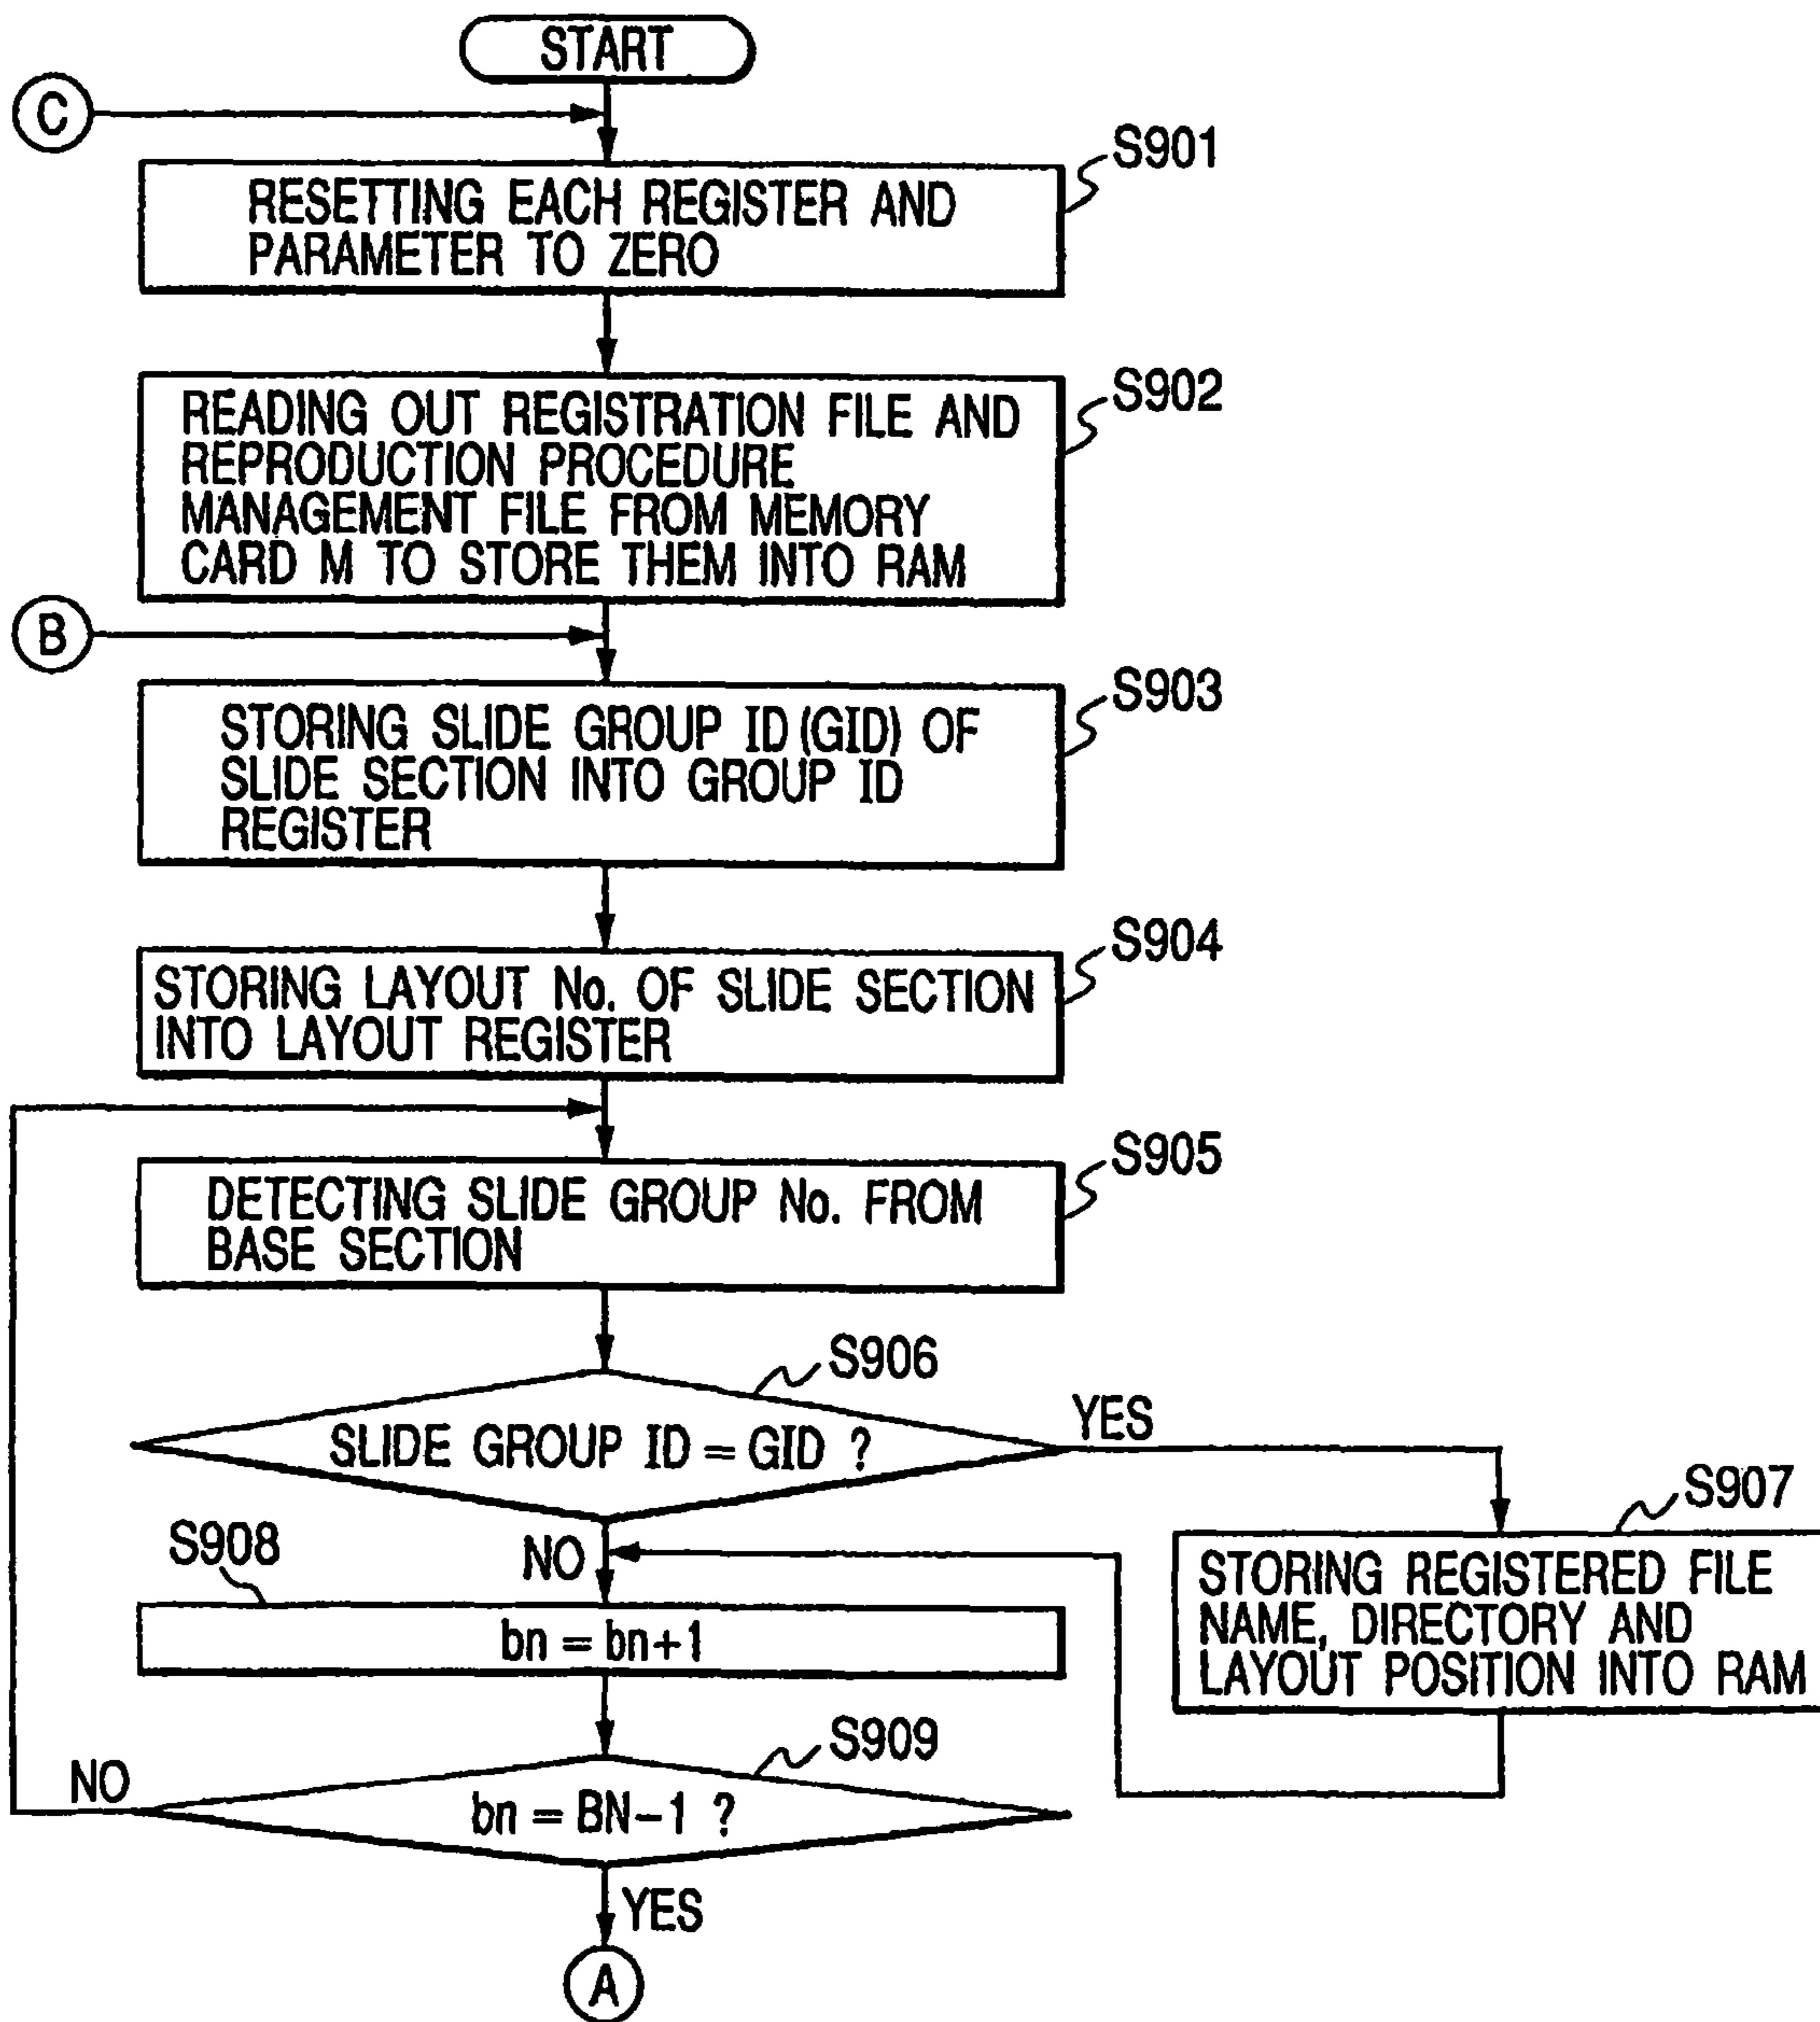 START
C
S901
RESETTING EACH REGISTER AND
PARAMETER TO ZERO
S902
READING OUT REGISTRATION FILE AND
REPRODUCTION PROCEDURE
MANAGEMENT FILE FROM MEMORY
CARD M TO STORE THEM INTO RAM
B
S903
STORING SLIDE GROUP ID (GID) OF
SLIDE SECTION INTO GROUP ID
REGISTER
S904
STORING LAYOUT No. OF SLIDE SECTION
INTO LAYOUT REGISTER
S905
DETECTING SLIDE GROUP No. FROM
BASE SECTION
S906
SLIDE GROUP ID = GID ?
YES
S907
STORING REGISTERED FILE
NAME, DIRECTORY AND
LAYOUT POSITION INTO RAM
NO
S908
bn = bn+1
S909
bn = BN-1 ?
NO
YES
A